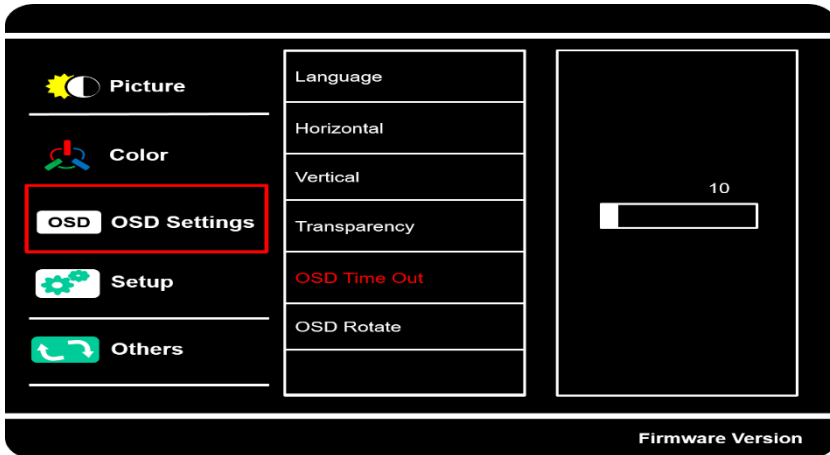 Picture
Color
OSD OSD Settings
Setup
Others
Language
Horizontal
Vertical
Transparency
OSD Time Out
OSD Rotate
10
Firmware Version